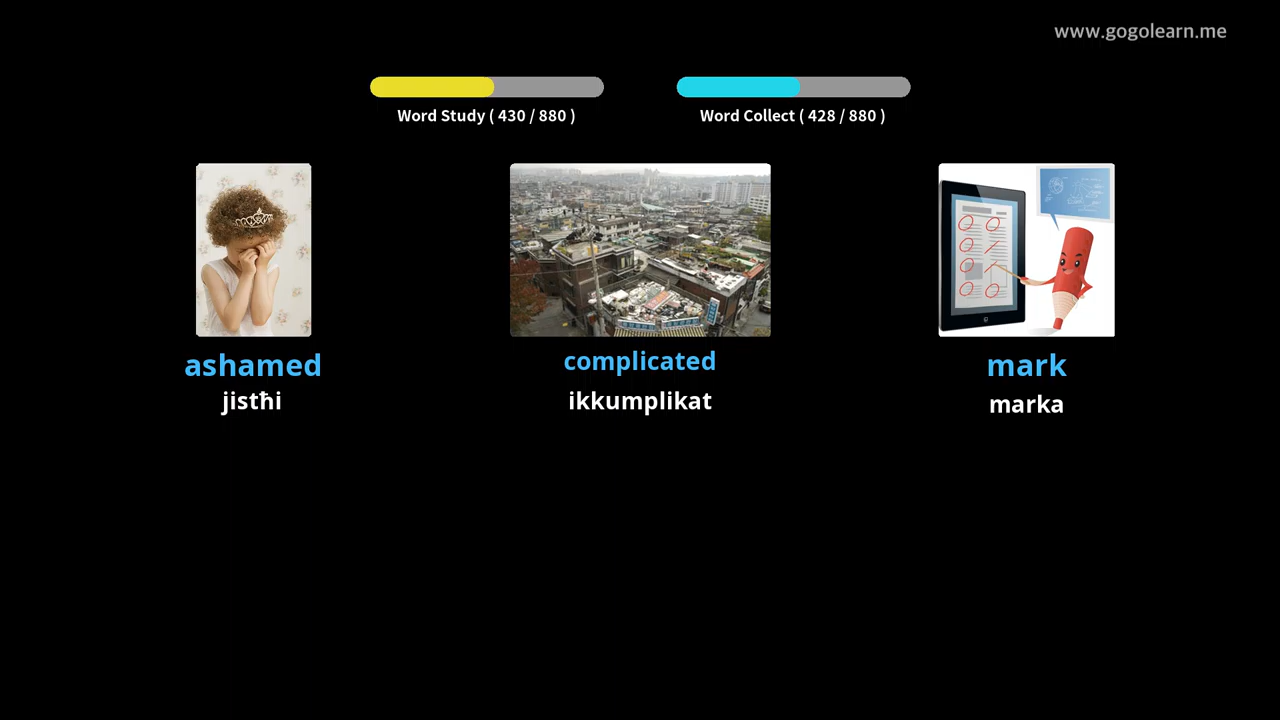 www.gogolearn.me
Word Study ( 430 / 880 )
Word Collect ( 428 / 880 )
ashamed
jistħi
complicated
ikkumplikat
mark
marka